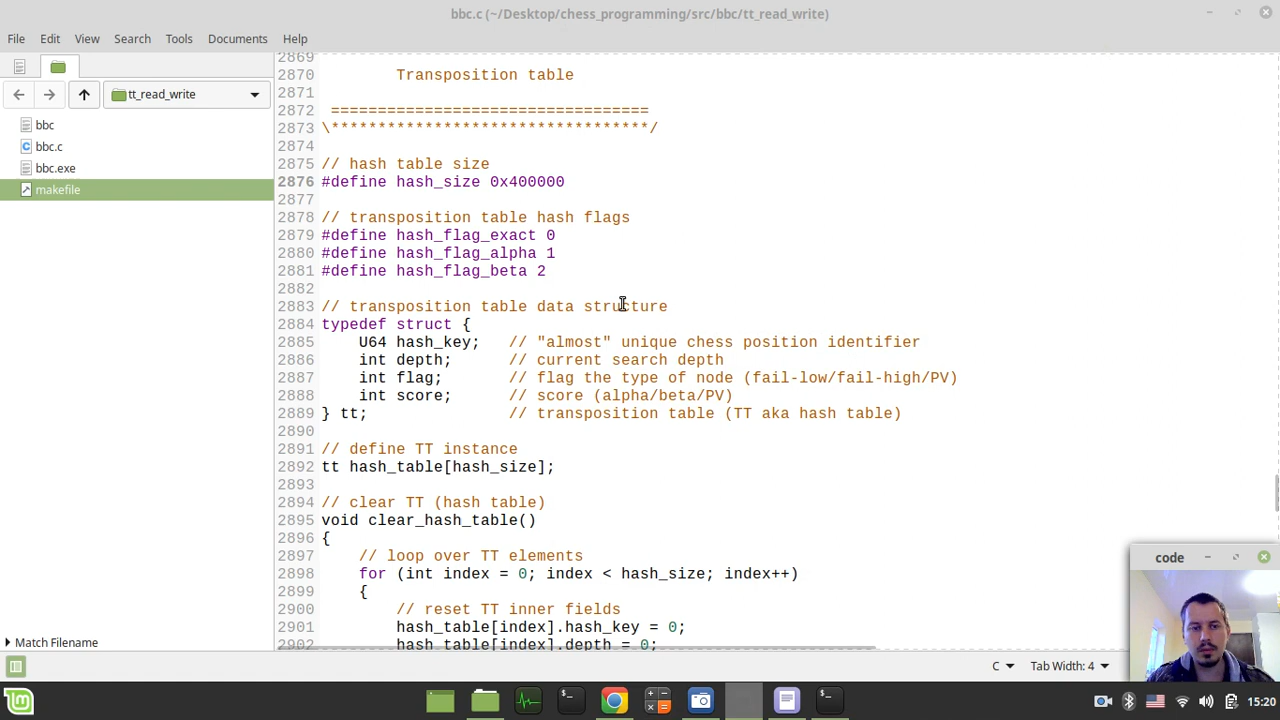 bbc.c (~/Desktop/chess_programming/src/bbc/tt_read_write)
File Edit View Search Tools Documents Help
tt_read_write
bbc
bbc.c
bbc.exe
makefile
Match Filename
2869
2870 Transposition table
2871
2872 ==================================
2873 \**********************************/
2874
2875 // hash table size
2876 #define hash_size 0x400000
2877
2878 // transposition table hash flags
2879 #define hash_flag_exact 0
2880 #define hash_flag_alpha 1
2881 #define hash_flag_beta 2
2882
2883 // transposition table data structure
2884 typedef struct {
2885 U64 hash_key; // "almost" unique chess position identifier
2886 int depth; // current search depth
2887 int flag; // flag the type of node (fail-low/fail-high/PV)
2888 int score; // score (alpha/beta/PV)
2889 } tt; // transposition table (TT aka hash table)
2890
2891 // define TT instance
2892 tt hash_table[hash_size];
2893
2894 // clear TT (hash table)
2895 void clear_hash_table()
2896 {
2897 // loop over TT elements
2898 for (int index = 0; index < hash_size; index++)
2899 {
2900 // reset TT inner fields
2901 hash_table[index].hash_key = 0;
2902 hash_table[index].depth = 0;
code
C Tab Width: 4
15:20